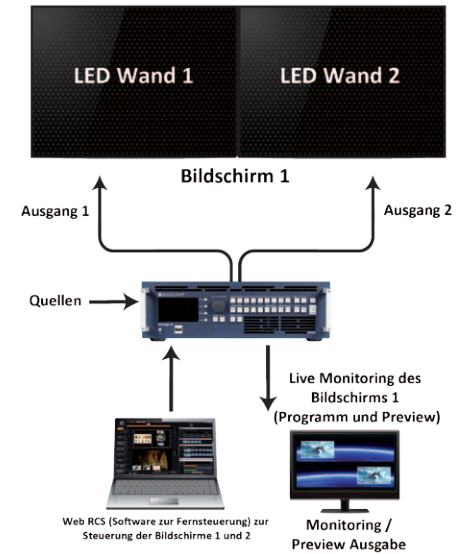 LED Wand 1
LED Wand 2
Bildschirm 1
Ausgang 1
Ausgang 2
Quellen
Live Monitoring des
Bildschirms 1
(Programm und Preview)
Web RCS (Software zur Fernsteuerung) zur
Steuerung der Bildschirme 1 und 2
Monitoring /
Preview Ausgabe